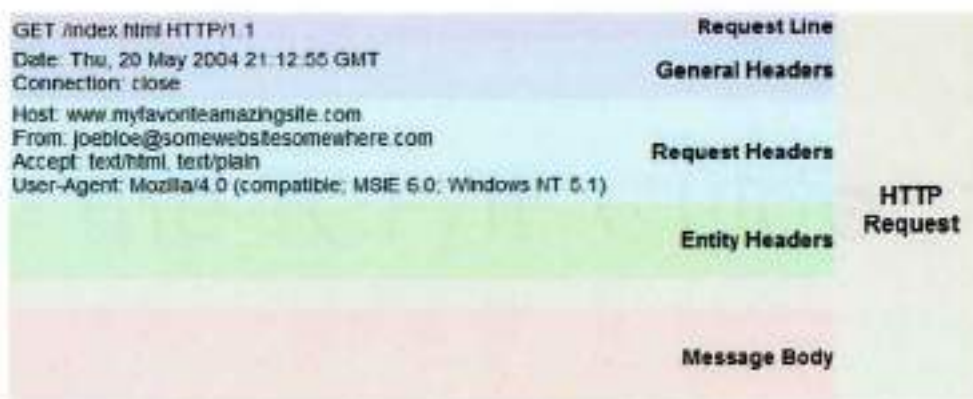 GET /index.html HTTP/1.1
Request Line
Date: Thu, 20 May 2004 21:12:55 GMT
Connection: close
General Headers
Host: www.myfavoriteamazingsite.com
From: joebloe@somewebsitesomewhere.com
Accept: text/html, text/plain
User-Agent: Mozilla/4.0 (compatible; MSIE 6.0; Windows NT 5.1)
Request Headers
Entity Headers
Message Body
HTTP
Request